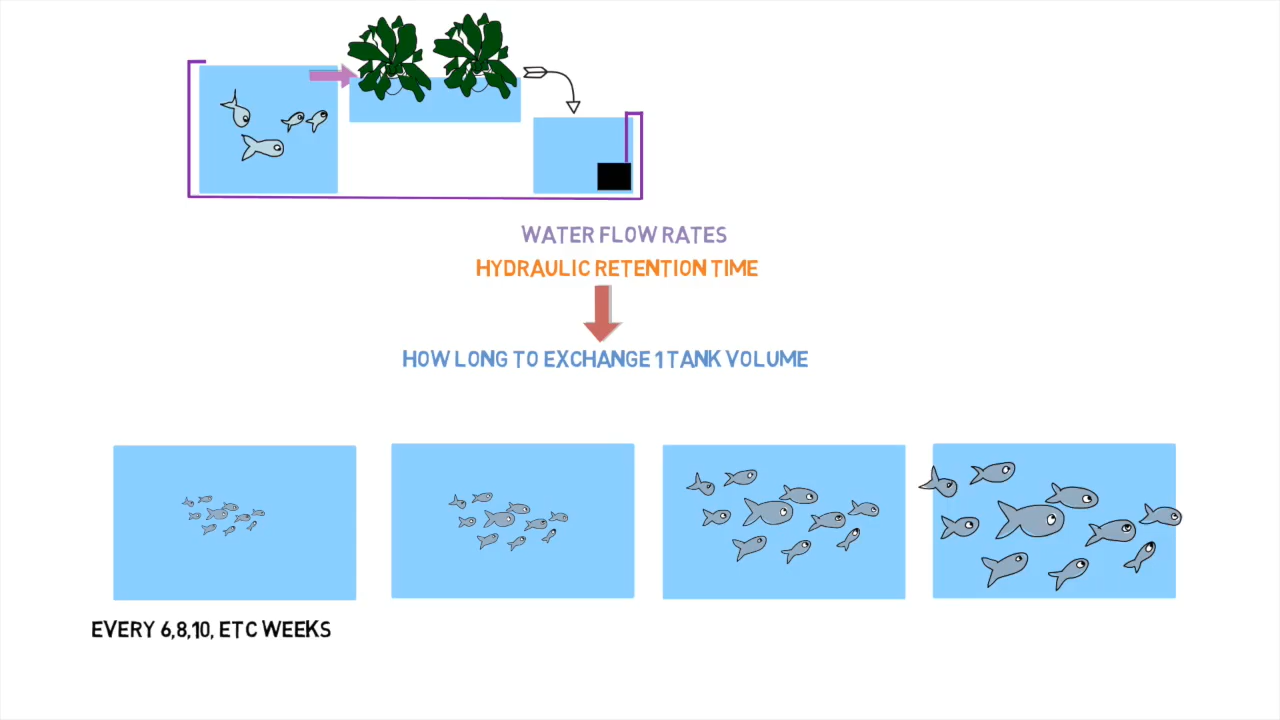 WATER FLOW RATES
HYDRAULIC RETENTION TIME
HOW LONG TO EXCHANGE 1 TANK VOLUME
EVERY 6,8,10, ETC WEEKS